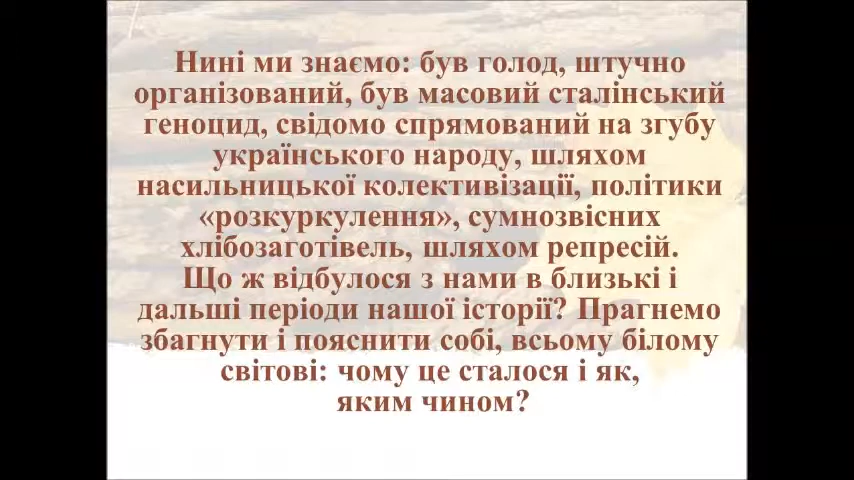 Нині ми знаємо: був голод, штучно
організований, був масовий сталінський
геноцид, свідомо спрямований на згубу
українського народу, шляхом
насильницької колективізації, політики
«розкуркулення», сумнозвісних
хлібозаготівель, шляхом репресій.
Що ж відбулося з нами в близькі і
дальші періоди нашої історії? Прагнемо
збагнути і пояснити собі, всьому білому
світові: чому це сталося і як,
яким чином?